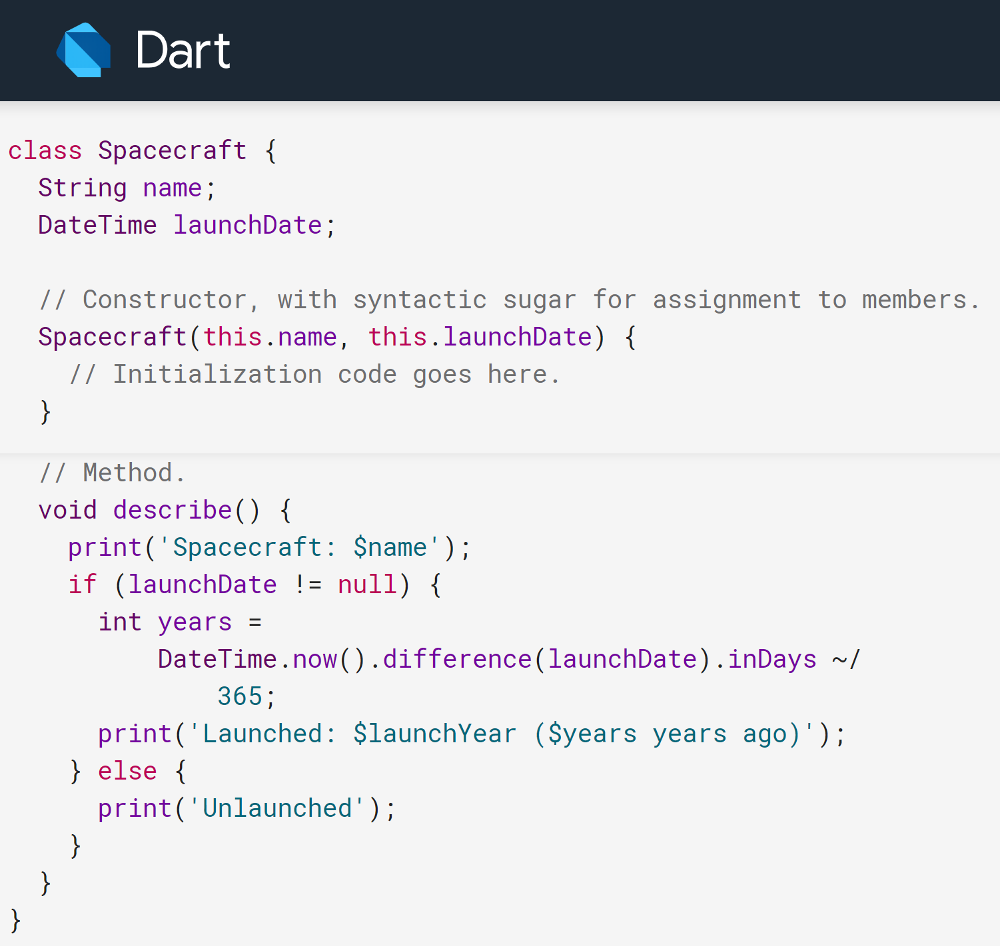 Dart
class Spacecraft {
  String name;
  DateTime launchDate;

  // Constructor, with syntactic sugar for assignment to members.
  Spacecraft(this.name, this.launchDate) {
    // Initialization code goes here.
  }

  // Method.
  void describe() {
    print('Spacecraft: $name');
    if (launchDate != null) {
      int years =
          DateTime.now().difference(launchDate).inDays ~/
              365;
      print('Launched: $launchYear ($years years ago)');
    } else {
      print('Unlaunched');
    }
  }
}